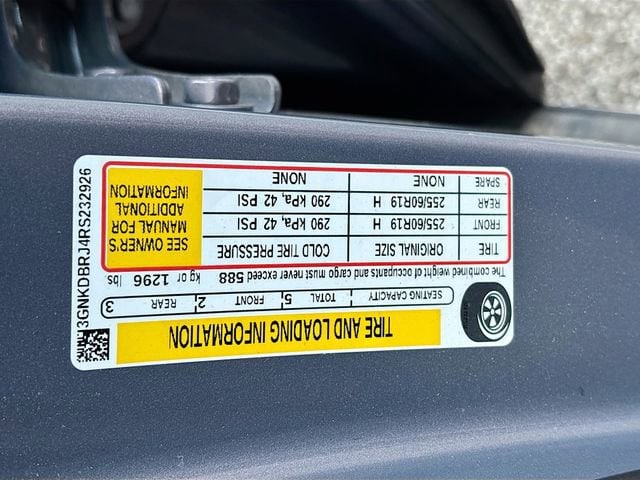 TIRE AND LOADING INFORMATION
SEATING CAPACITY TOTAL 5 FRONT 2 REAR 3
The combined weight of occupants and cargo must never exceed 588 kg or 1296 lbs
TIRE ORIGINAL SIZE COLD TIRE PRESSURE
FRONT 255/60R19 H 290 kPa, 42 PSI
REAR 255/60R19 H 290 kPa, 42 PSI
SPARE NONE NONE
SEE OWNER'S
MANUAL FOR
ADDITIONAL
INFORMATION
3GNKDBRJ4RS232926